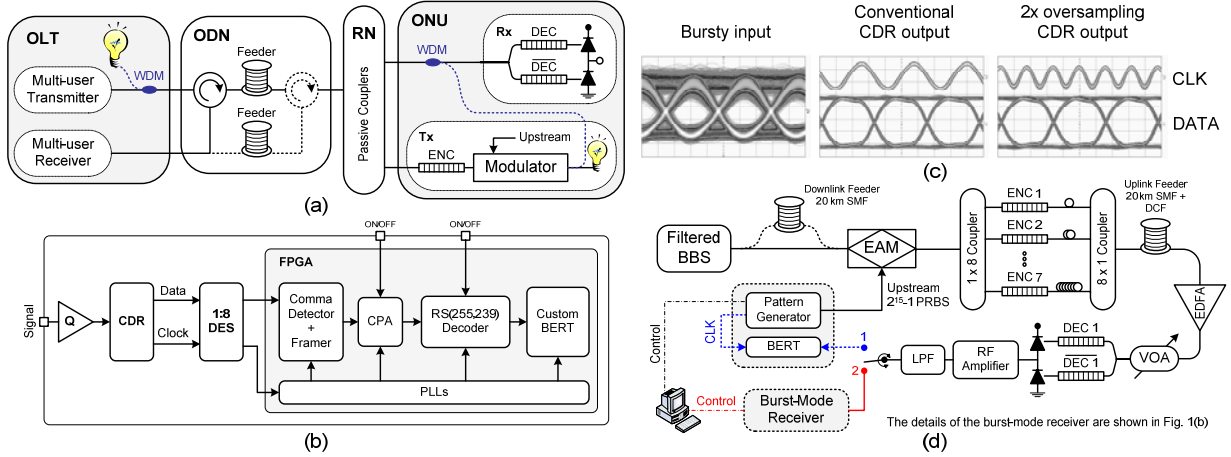 OLT
WDM
Multi-user
Transmitter
Multi-user
Receiver
ODN
Feeder
Feeder
RN
Passive Couplers
ONU
WDM
Rx
DEC
DEC
Tx
Upstream
ENC
Modulator
(a)
ON/OFF
ON/OFF
Signal
Q
CDR
Data
Clock
1:8
DES
FPGA
Comma
Detector
+
Framer
CPA
RS(255,239)
Decoder
Custom
BERT
PLLs
(b)
Bursty input
Conventional
CDR output
2x oversampling
CDR output
CLK
DATA
(c)
Filtered
BBS
Downlink Feeder
20 km SMF
EAM
Upstream
2¹⁵-1 PRBS
1 x 8 Coupler
ENC 1
ENC 2
ENC 7
8 x 1 Coupler
Uplink Feeder
20 km SMF +
DCF
EDFA
VOA
DEC 1
DEC 1
RF
Amplifier
LPF
1
2
Pattern
Generator
CLK
BERT
Control
Control
Burst-Mode
Receiver
The details of the burst-mode receiver are shown in Fig. 1(b)
(d)